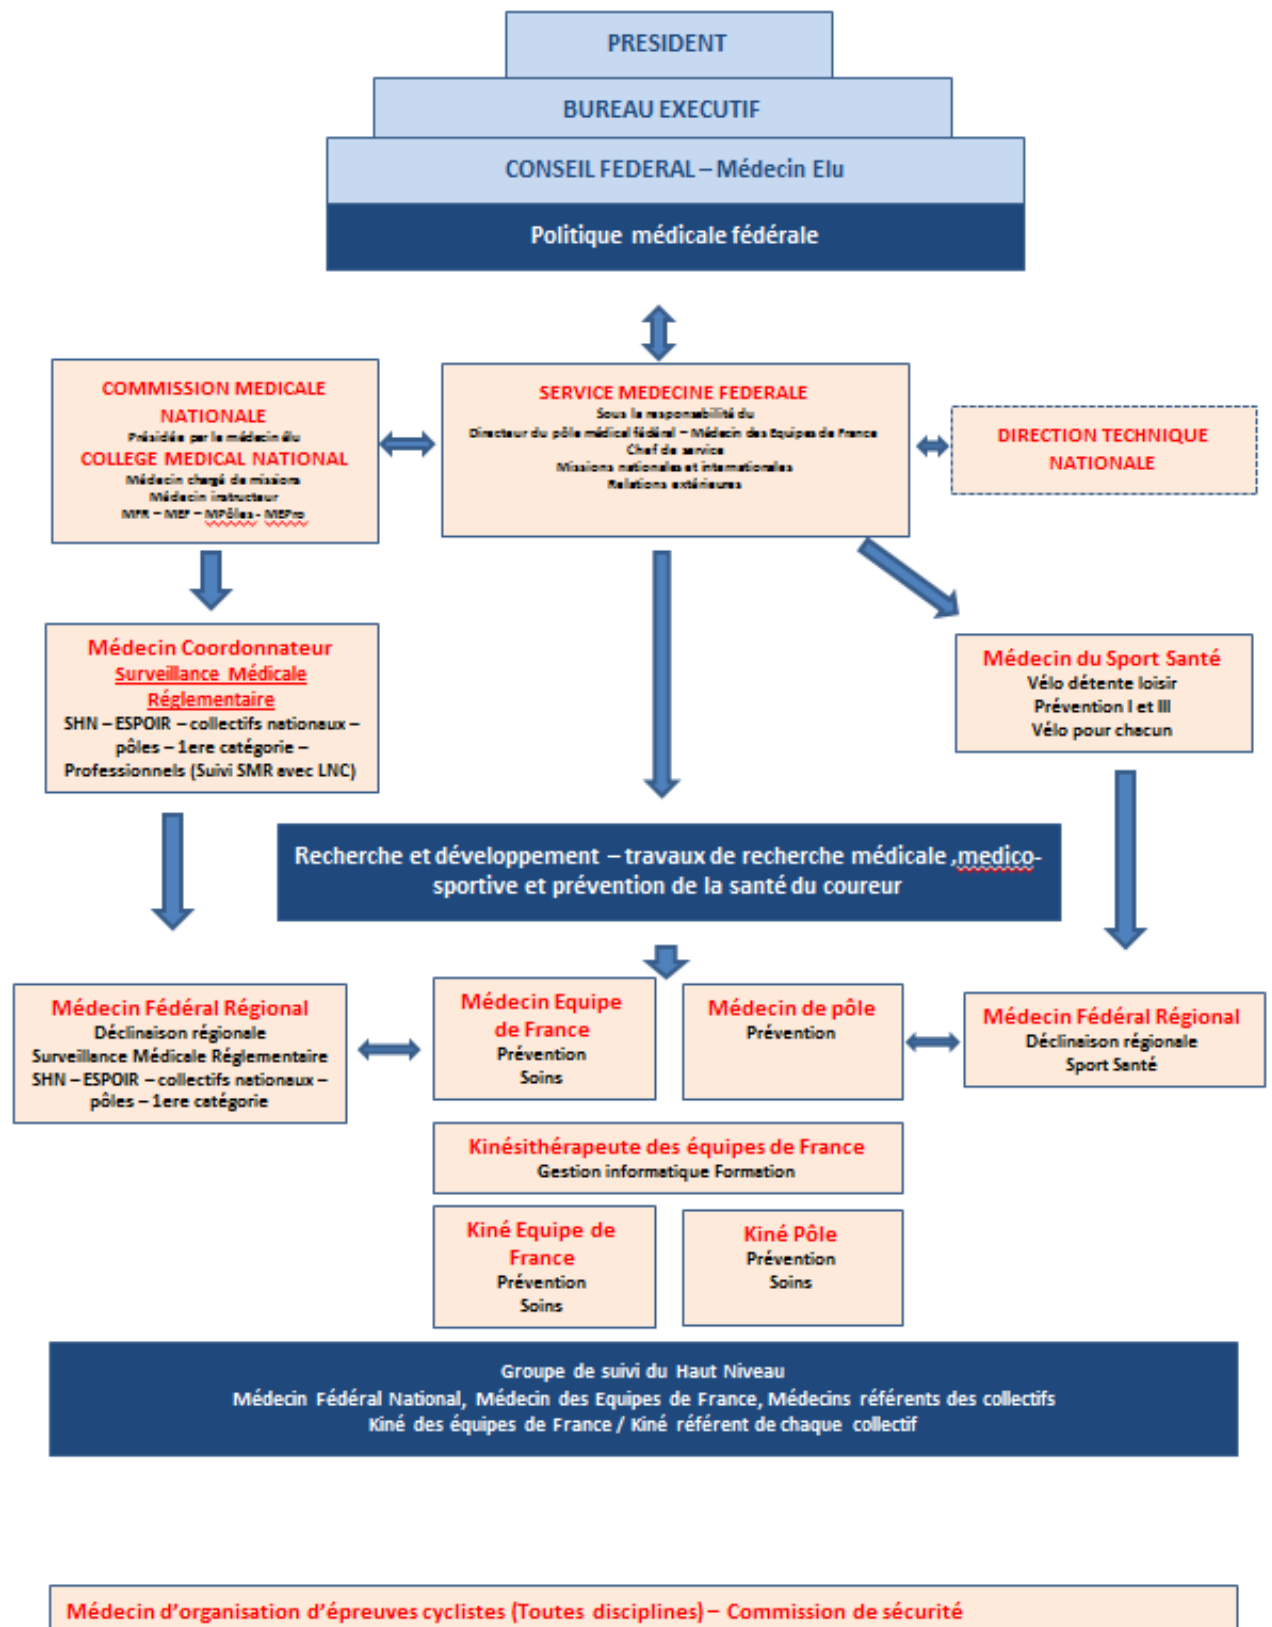 PRESIDENT
BUREAU EXECUTIF
CONSEIL FEDERAL – Médecin Elu
Politique médicale fédérale
COMMISSION MEDICALE
NATIONALE
Présidée par le médecin élu
COLLEGE MEDICAL NATIONAL
Médecin chargé de missions
Médecin instructeur
MFR – MEF – MPôles - MEPro
SERVICE MEDECINE FEDERALE
Sous la responsabilité du
Directeur du pôle médical fédéral – Médecin des Equipes de France
Chef de service
Missions nationales et internationales
Relations extérieures
DIRECTION TECHNIQUE
NATIONALE
Médecin Coordonnateur
Surveillance Médicale
Réglementaire
SHN – ESPOIR – collectifs nationaux –
pôles – 1ere catégorie –
Professionnels (Suivi SMR avec LNC)
Médecin du Sport Santé
Vélo détente loisir
Prévention I et III
Vélo pour chacun
Recherche et développement – travaux de recherche médicale ,medico-
sportive et prévention de la santé du coureur
Médecin Fédéral Régional
Déclinaison régionale
Surveillance Médicale Réglementaire
SHN – ESPOIR – collectifs nationaux –
pôles – 1ere catégorie
Médecin Equipe
de France
Prévention
Soins
Médecin de pôle
Prévention
Médecin Fédéral Régional
Déclinaison régionale
Sport Santé
Kinésithérapeute des équipes de France
Gestion informatique Formation
Kiné Equipe de
France
Prévention
Soins
Kiné Pôle
Prévention
Soins
Groupe de suivi du Haut Niveau
Médecin Fédéral National, Médecin des Equipes de France, Médecins référents des collectifs
Kiné des équipes de France / Kiné référent de chaque collectif
Médecin d'organisation d'épreuves cyclistes (Toutes disciplines) – Commission de sécurité